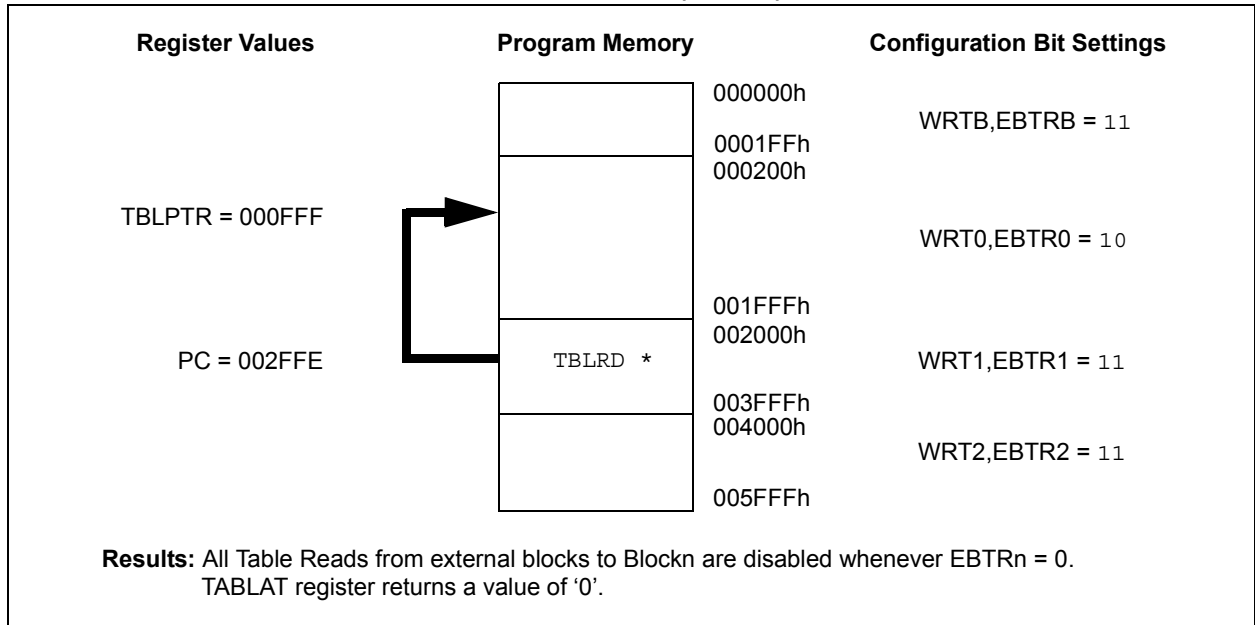 Register Values Program Memory Configuration Bit Settings
000000h
WRTB,EBTRB = 11
0001FFh
000200h
TBLPTR = 000FFF
WRT0,EBTR0 = 10
001FFFh
002000h
PC = 002FFE TBLRD * WRT1,EBTR1 = 11
003FFFh
004000h
WRT2,EBTR2 = 11
005FFFh
Results: All Table Reads from external blocks to Blockn are disabled whenever EBTRn = 0.
TABLAT register returns a value of ‘0’.